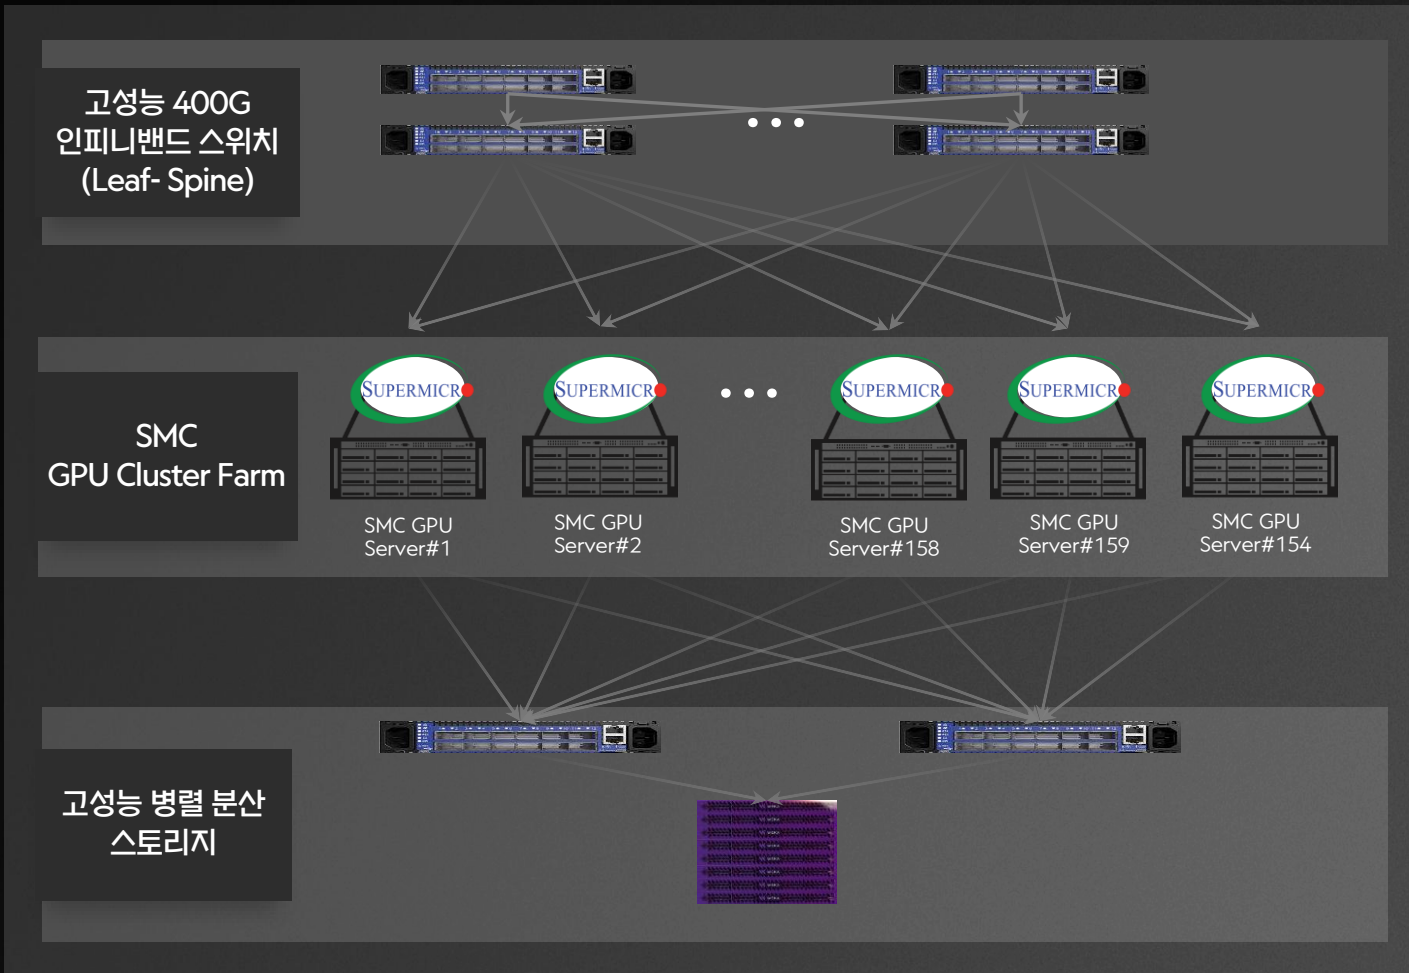 고성능 400G
인피니밴드 스위치
(Leaf- Spine)
SUPERMICR
SUPERMICR
SUPERMICR
SUPERMICR
SUPERMICR
SMC
GPU Cluster Farm
SMC GPU
Server#1
SMC GPU
Server#2
SMC GPU
Server#158
SMC GPU
Server#159
SMC GPU
Server#154
고성능 병렬 분산
스토리지